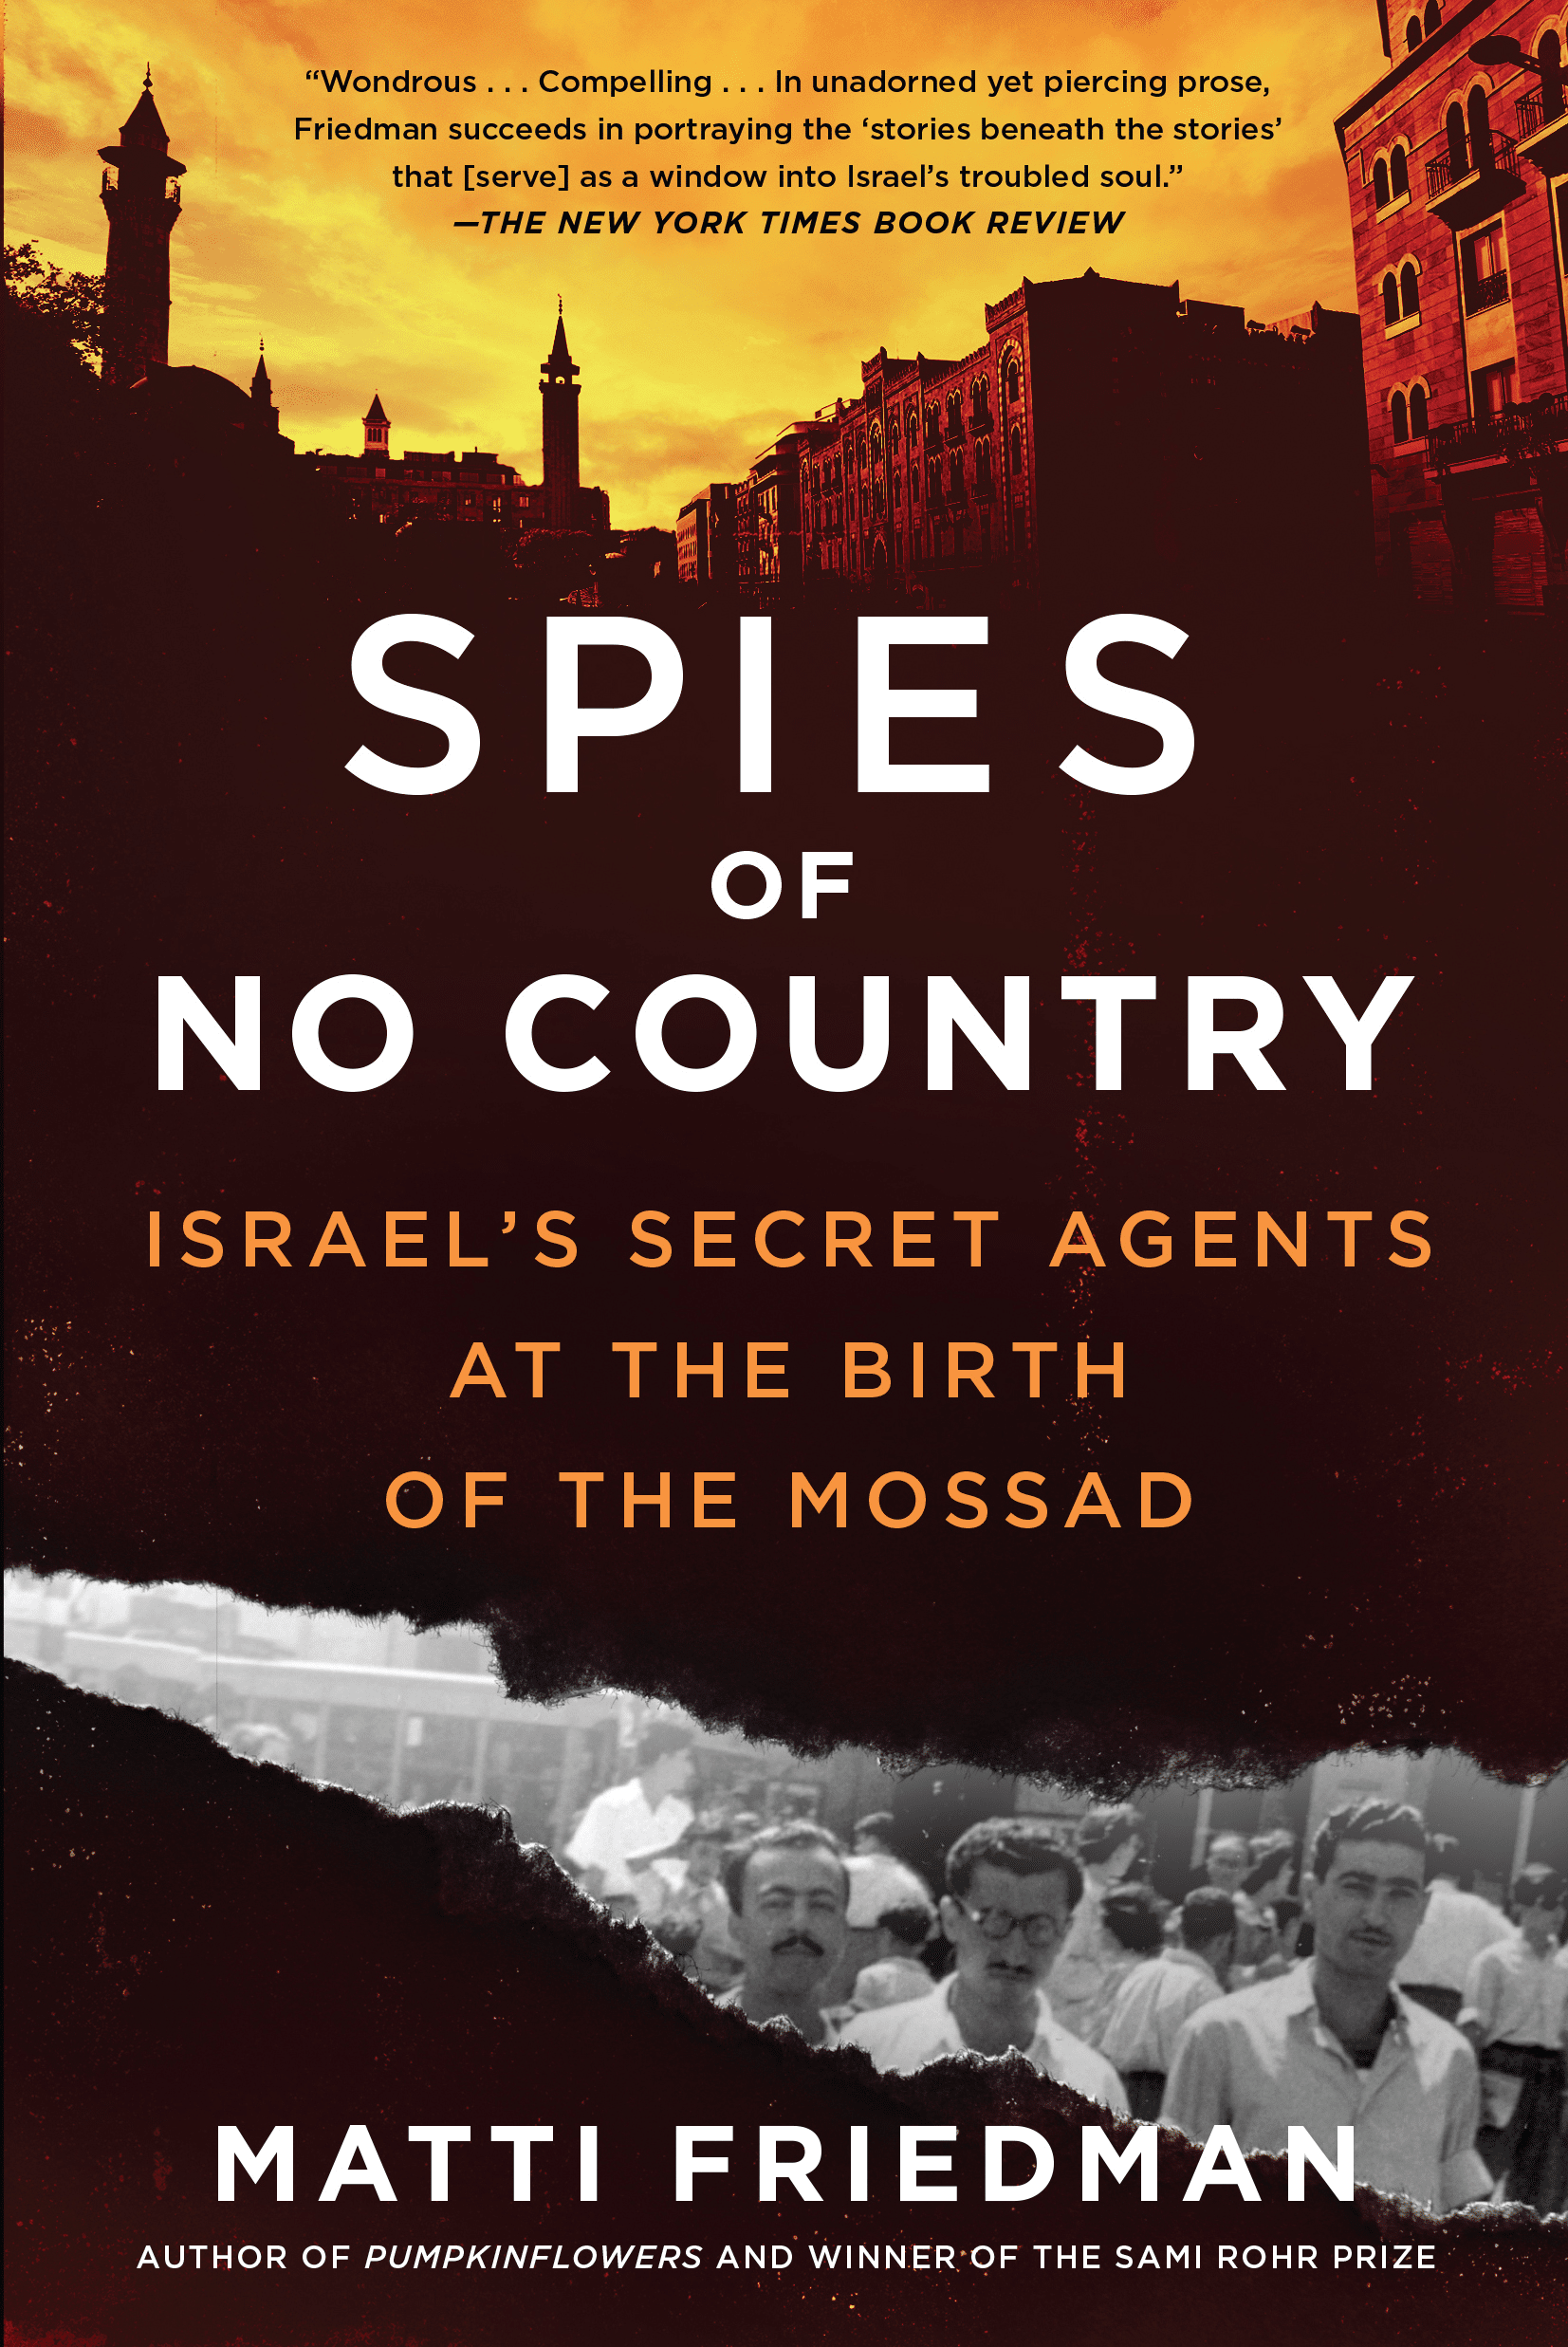 “Wondrous . . . Compelling . . . In unadorned yet piercing prose,
Friedman succeeds in portraying the ‘stories beneath the stories’
that [serve] as a window into Israel’s troubled soul.”
—THE NEW YORK TIMES BOOK REVIEW
SPIES
OF
NO COUNTRY
ISRAEL’S SECRET AGENTS
AT THE BIRTH
OF THE MOSSAD
MATTI FRIEDMAN
AUTHOR OF PUMPKINFLOWERS AND WINNER OF THE SAMI ROHR PRIZE